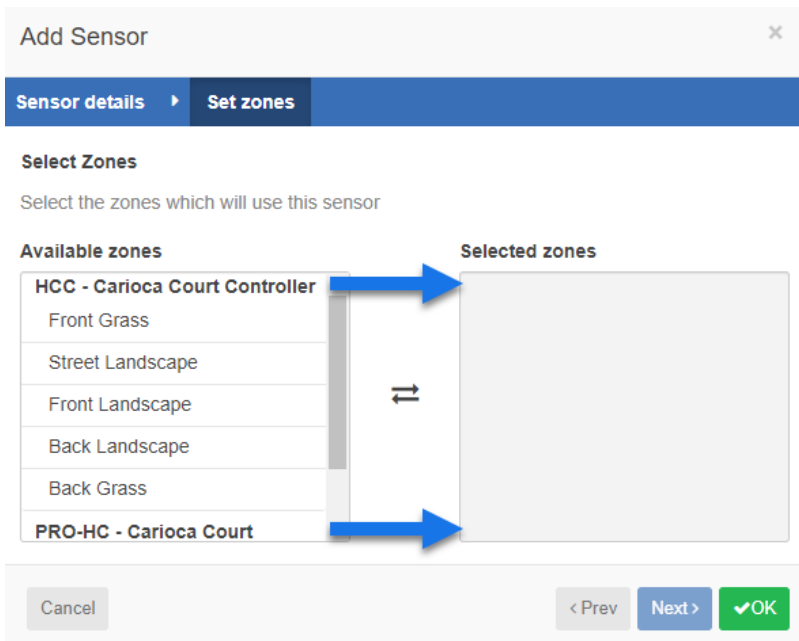 Add Sensor ×
Sensor details Set zones
Select Zones
Select the zones which will use this sensor
Available zones Selected zones
HCC - Carioca Court Controller
Front Grass
Street Landscape
Front Landscape
Back Landscape
Back Grass
PRO-HC - Carioca Court
Cancel < Prev Next > ✔OK